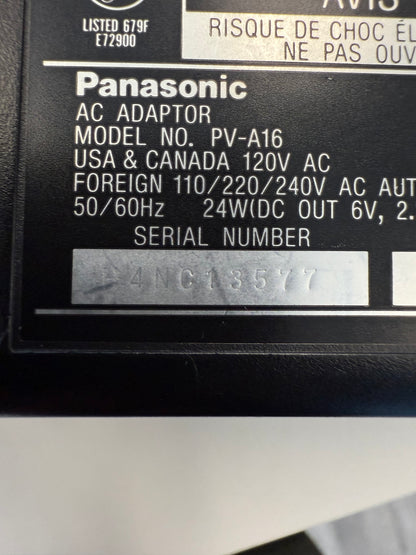 LISTED 679F
E72900
AVIS
RISQUE DE CHOC ÉL
NE PAS OUV
Panasonic
AC ADAPTOR
MODEL NO. PV-A16
USA & CANADA 120V AC
FOREIGN 110/220/240V AC AUT
50/60Hz 24W(DC OUT 6V, 2.
SERIAL NUMBER
4NC13577